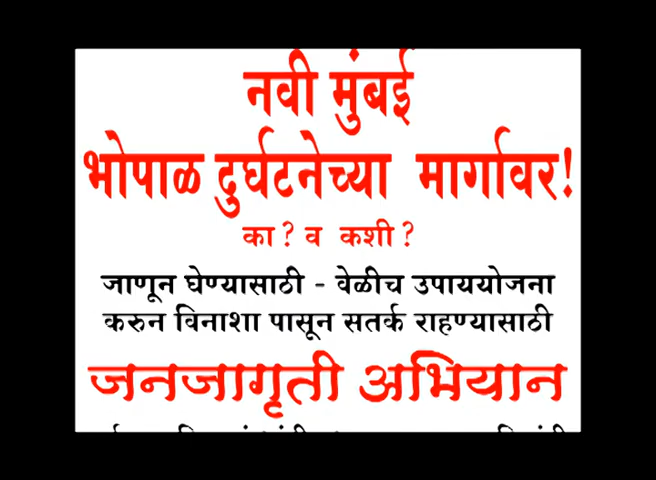 नवी मुंबई
भोपाळ दुर्घटनेच्या मार्गावर!
का? व कशी?
जाणून घेण्यासाठी - वेळीच उपाययोजना
करुन विनाशा पासून सतर्क राहण्यासाठी
जनजागृती अभियान